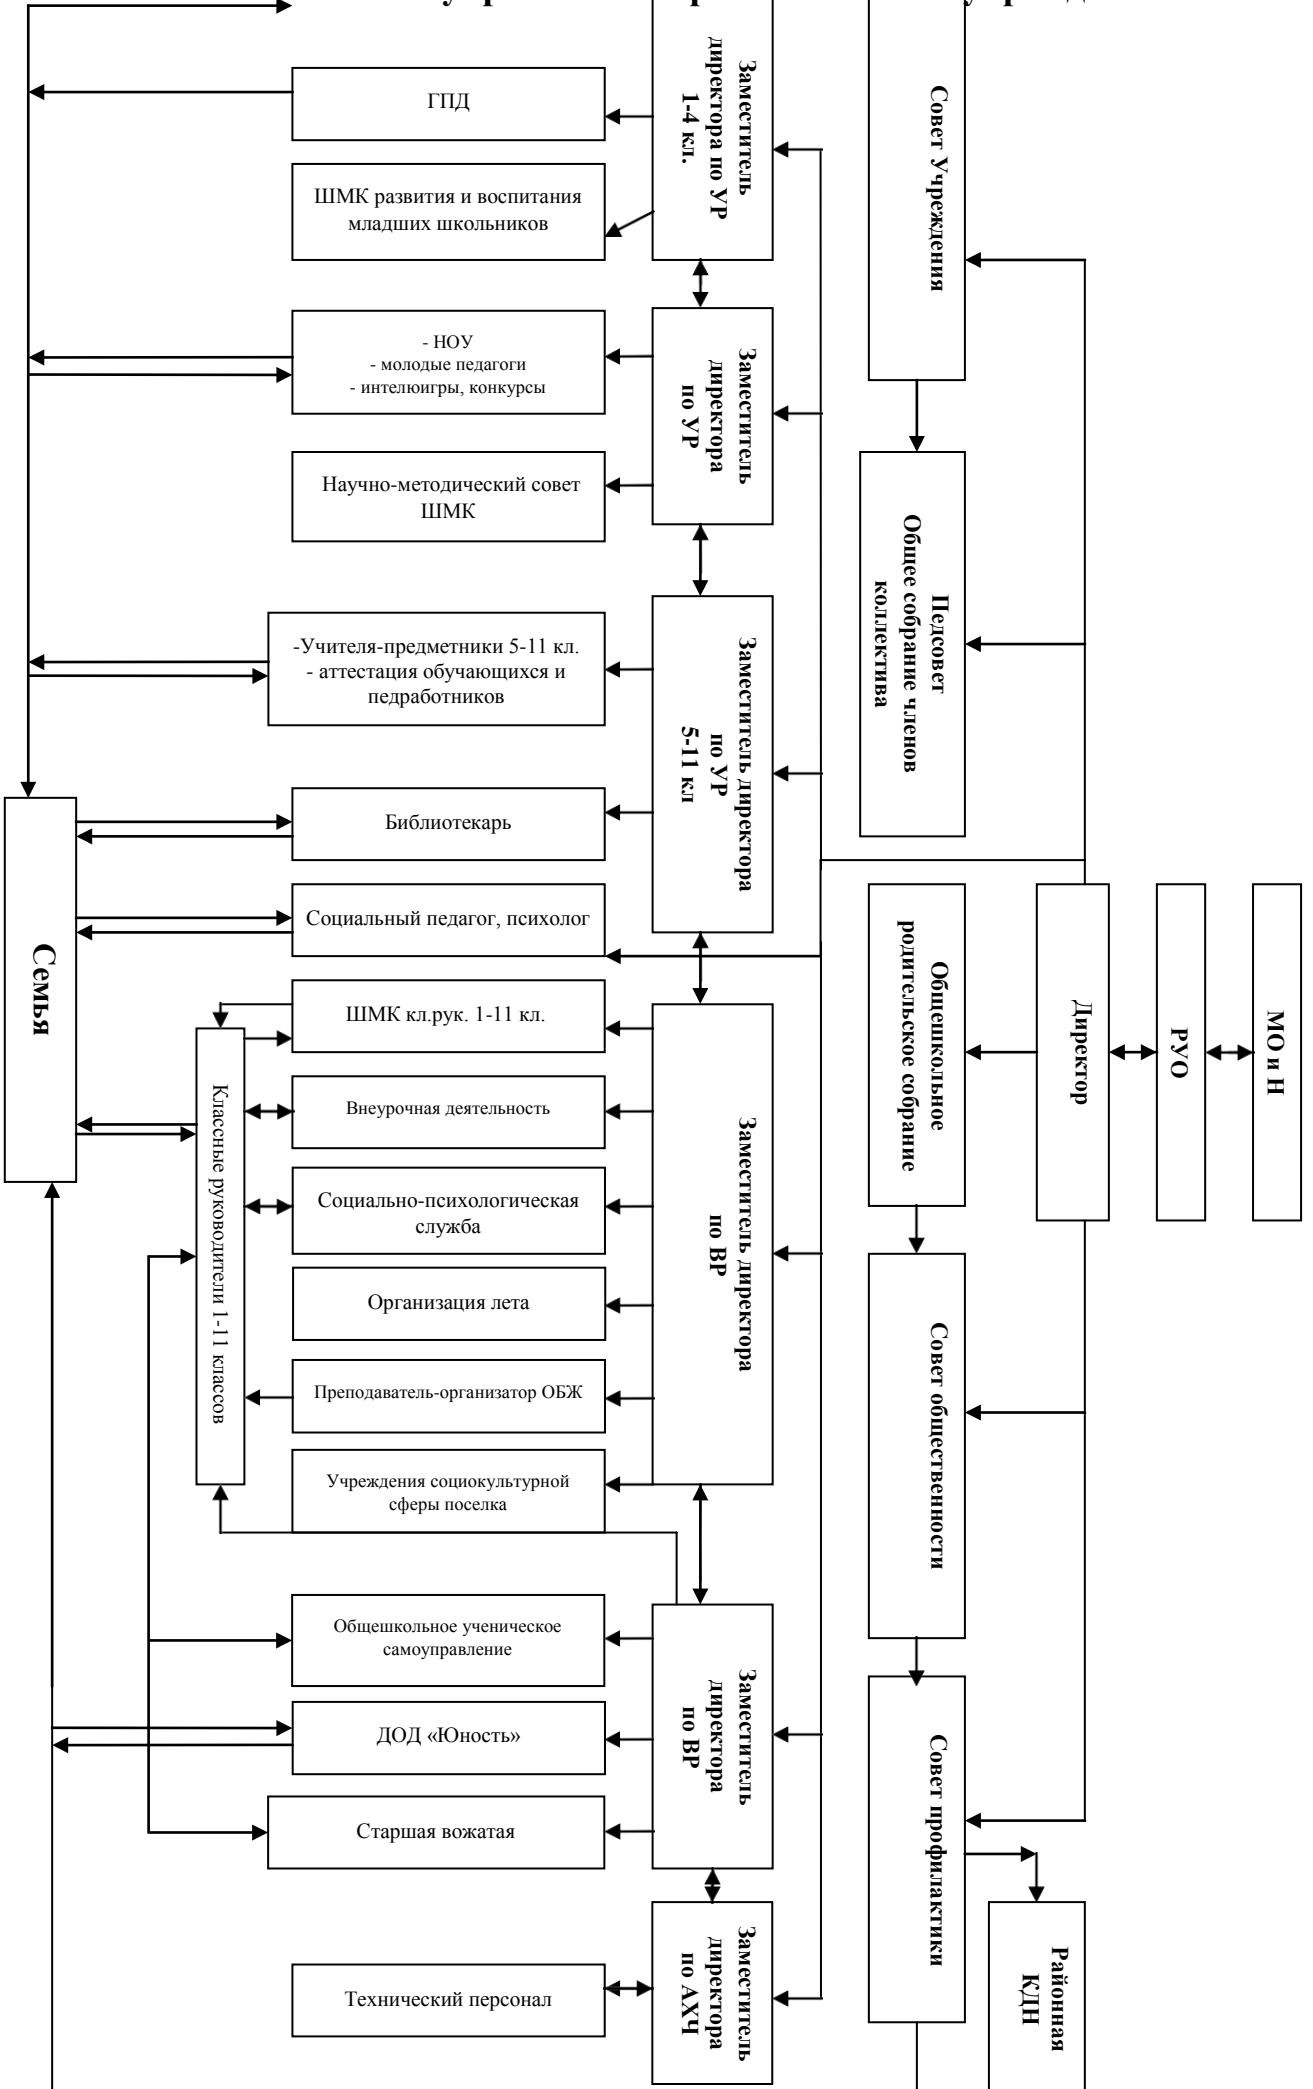 МО и Н
РУО
Директор
Районная
КДН
Совет Учреждения
Педсовет
Общее собрание членов
коллектива
Общешкольное
родительское собрание
Совет общественности
Совет профилактики
Заместитель
директора по УР
1-4 кл.
Заместитель
директора
по УР
Заместитель директора
по УР
5-11 кл
Заместитель директора
по ВР
Заместитель
директора
по ВР
Заместитель
директора
по АХЧ
ГПД
ШМК развития и воспитания
младших школьников
- НОУ
- молодые педагоги
- интелюигры, конкурсы
Научно-методический совет
ШМК
-Учителя-предметники 5-11 кл.
- аттестация обучающихся и
педработников
Библиотекарь
Социальный педагог, психолог
ШМК кл.рук. 1-11 кл.
Внеурочная деятельность
Социально-психологическая
служба
Организация лета
Преподаватель-организатор ОБЖ
Учреждения социокультурной
сферы поселка
Общешкольное ученическое
самоуправление
ДОД «Юность»
Старшая вожатая
Технический персонал
Классные руководители 1-11 классов
Семья